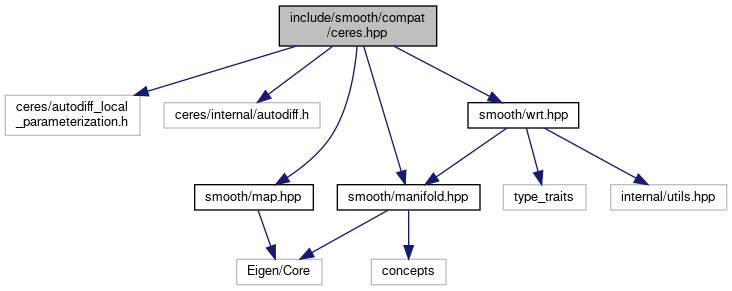 include/smooth/compat
/ceres.hpp
ceres/autodiff_local
_parameterization.h
ceres/internal/autodiff.h
smooth/wrt.hpp
smooth/map.hpp
smooth/manifold.hpp
type_traits
internal/utils.hpp
Eigen/Core
concepts